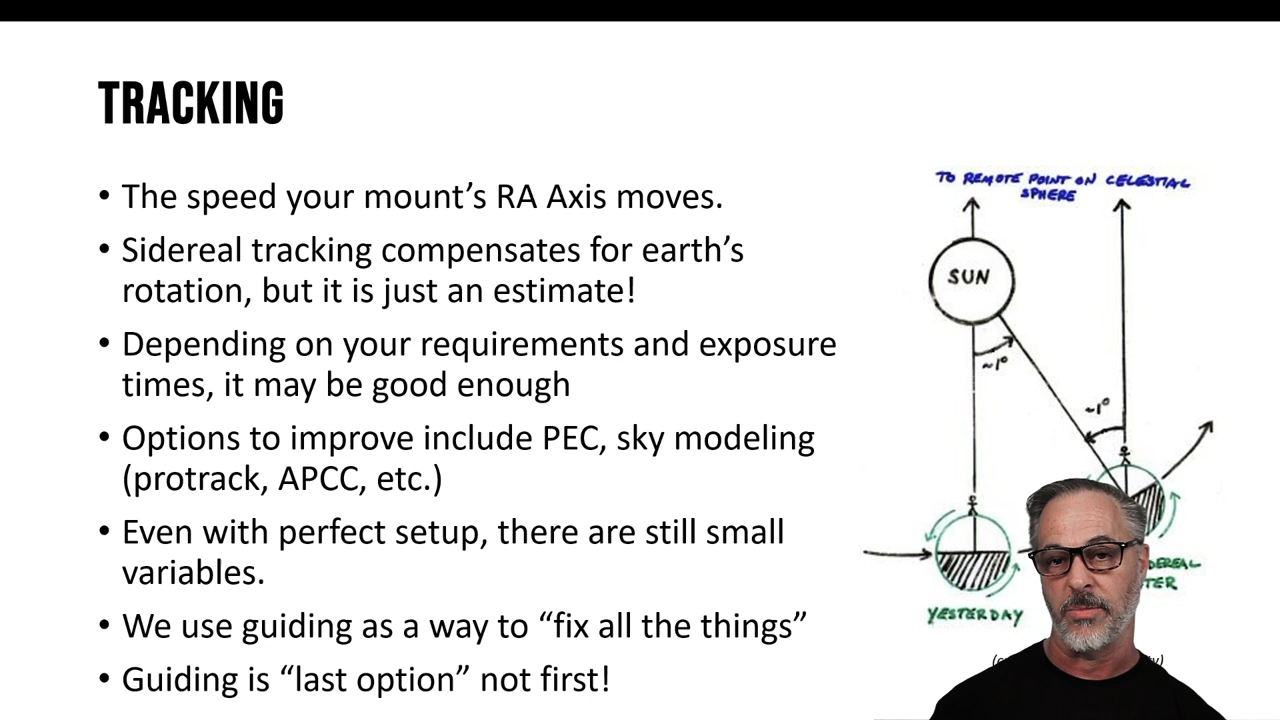 TRACKING
• The speed your mount’s RA Axis moves.
• Sidereal tracking compensates for earth’s
rotation, but it is just an estimate!
• Depending on your requirements and exposure
times, it may be good enough
• Options to improve include PEC, sky modeling
(protrack, APCC, etc.)
• Even with perfect setup, there are still small
variables.
• We use guiding as a way to “fix all the things”
• Guiding is “last option” not first!
TO REMOTE POINT ON CELESTIAL
SPHERE
SUN
~1°
~1°
YESTERDAY